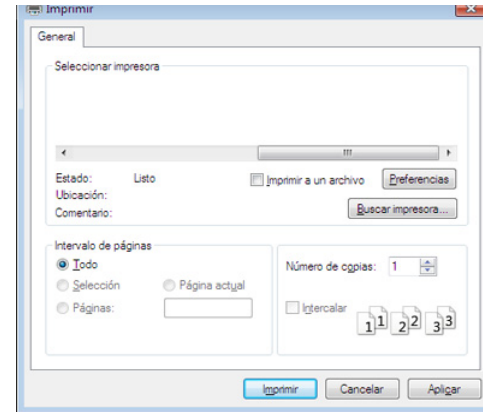 Imprimir
General
Seleccionar impresora
Estado: Listo
Imprimir a un archivo
Preferencias
Ubicación:
Comentario:
Buscar impresora...
Intervalo de páginas
Todo
Selección
Página actual
Páginas:
Número de copias: 1
Intercalar
1 1 2 2 3 3
Imprimir
Cancelar
Aplicar